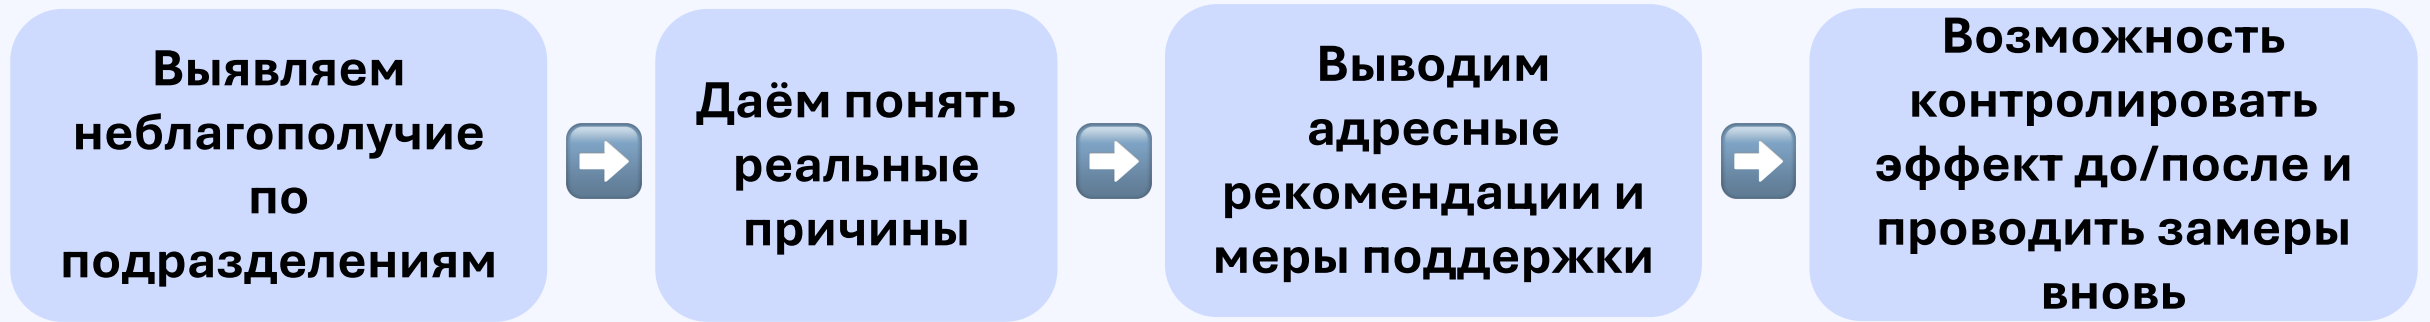 Выявляем
неблагополучие
по
подразделениям
Даём понять
реальные
причины
Выводим
адресные
рекомендации и
меры поддержки
Возможность
контролировать
эффект до/после и
проводить замеры
вновь